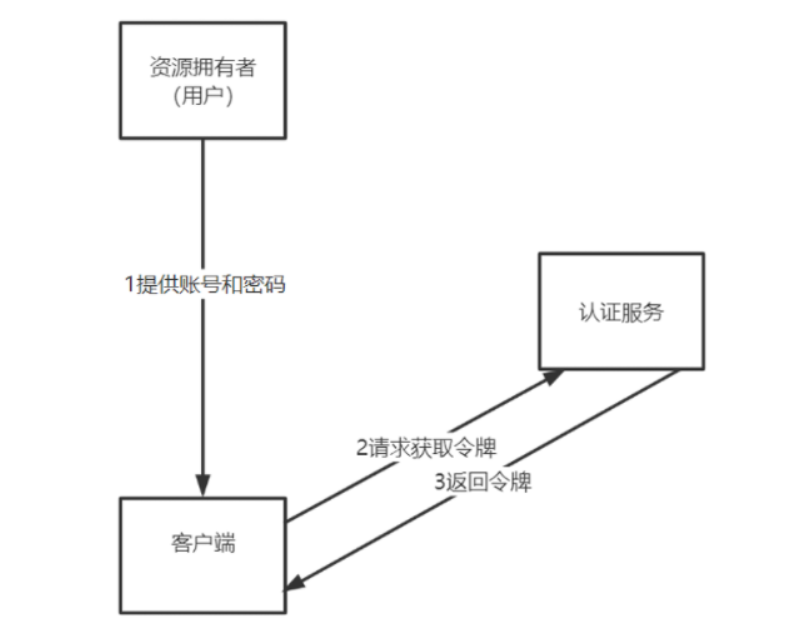 资源拥有者
（用户）
1提供账号和密码
认证服务
2请求获取令牌
3返回令牌
客户端